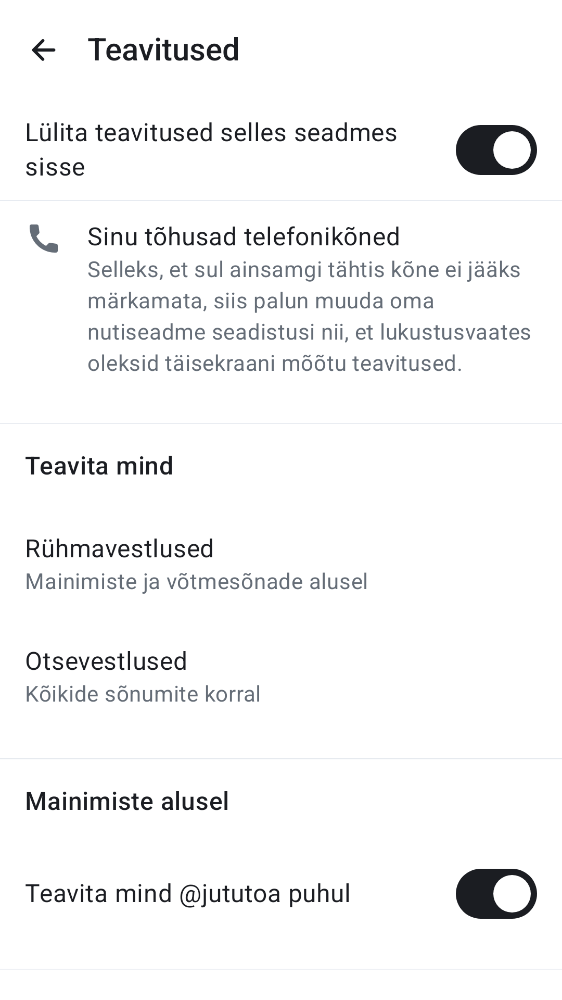 Teavitused
Lülita teavitused selles seadmes
sisse
Sinu tõhusad telefonikõned
Selleks, et sul ainsamgi tähtis kõne ei jääks
märkamata, siis palun muuda oma
nutiseadme seadistusi nii, et lukustusvaates
oleksid täisekraani mõõtu teavitused.
Teavita mind
Rühmavestlused
Mainimiste ja võtmesõnade alusel
Otsevestlused
Kõikide sõnumite korral
Mainimiste alusel
Teavita mind @jututoa puhul